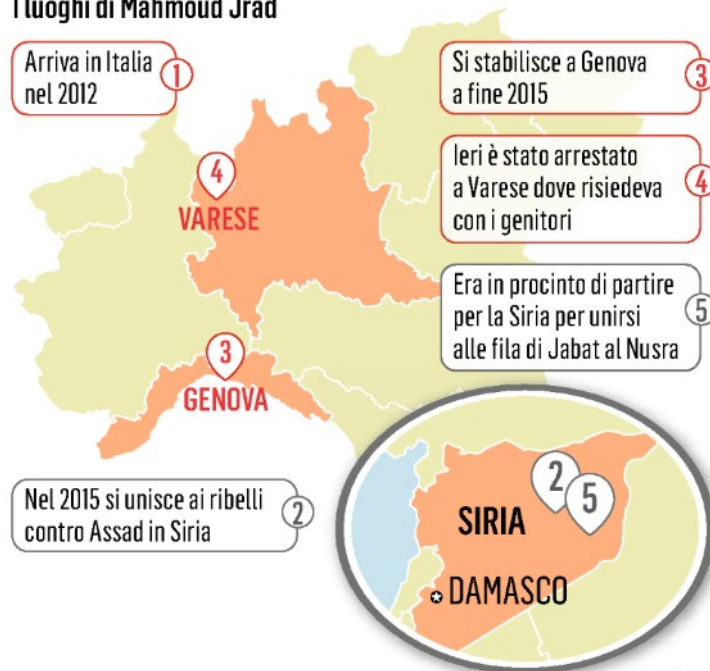 I luoghi di Mahmoud Jrad
Arriva in Italia
nel 2012
1
Si stabilisce a Genova
a fine 2015
3
Ieri è stato arrestato
a Varese dove risiedeva
con i genitori
4
4
VARESE
Era in procinto di partire
per la Siria per unirsi
alle fila di Jabat al Nusra
5
3
GENOVA
Nel 2015 si unisce ai ribelli
contro Assad in Siria
2
2
5
SIRIA
DAMASCO